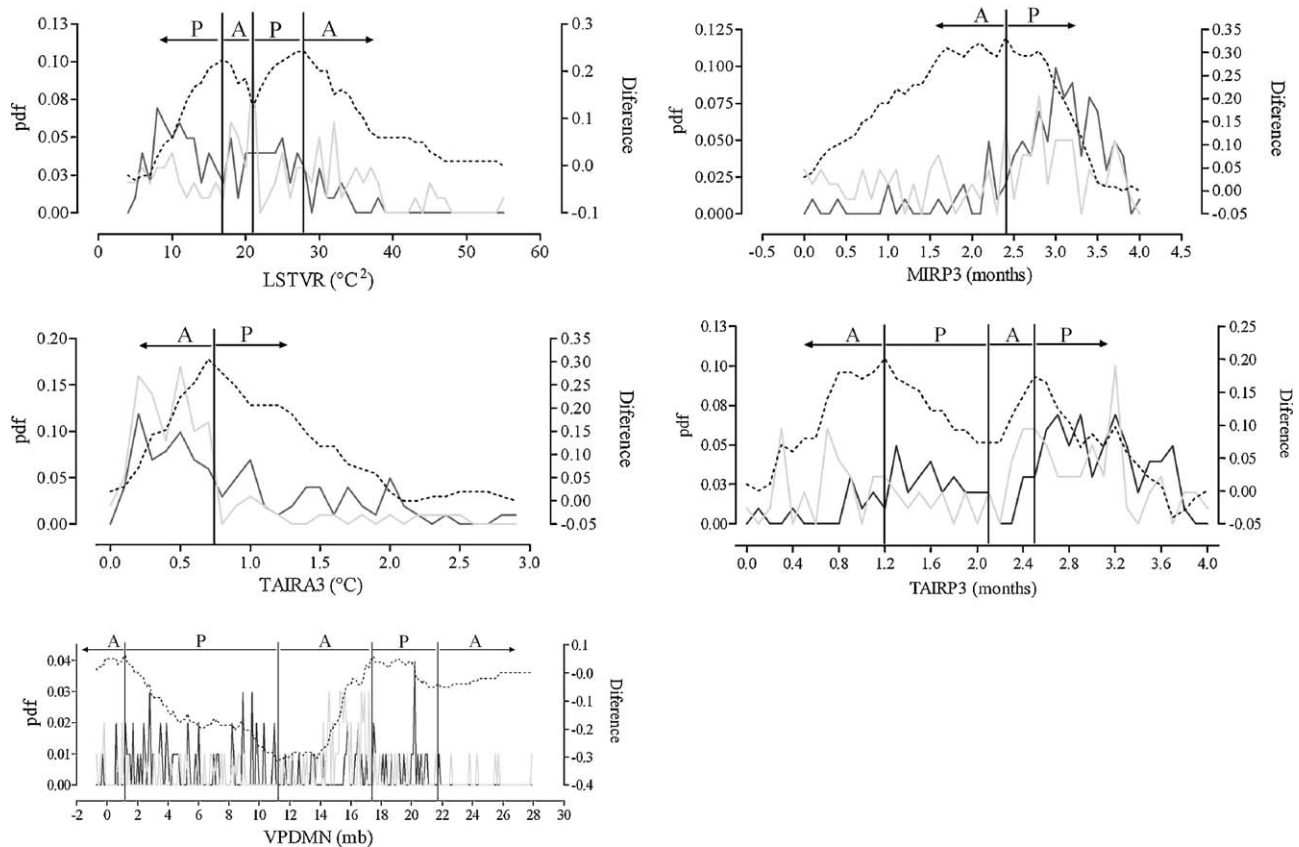 P A P A
0.13 0.10 0.08 0.05 0.03 0.00
pdf
0.3 0.2 0.1 0.0 -0.1
Diference
0 10 20 30 40 50 60
LSTVR (°C²)
A P
0.125 0.100 0.075 0.050 0.025 0.000
pdf
0.35 0.30 0.25 0.20 0.15 0.10 0.05 0.00 -0.05
Diference
-0.5 0.0 0.5 1.0 1.5 2.0 2.5 3.0 3.5 4.0 4.5
MIRP3 (months)
A P
0.20 0.15 0.10 0.05 0.00
pdf
0.35 0.30 0.25 0.20 0.15 0.10 0.05 0.00 -0.05
Diference
0.0 0.5 1.0 1.5 2.0 2.5 3.0
TAIRA3 (°C)
A P A P
0.13 0.10 0.08 0.05 0.03 0.00
pdf
0.25 0.20 0.15 0.10 0.05 0.00 -0.05
Diference
0.0 0.4 0.8 1.2 1.6 2.0 2.4 2.8 3.2 3.6 4.0
TAIRP3 (months)
A P A P A
0.04 0.03 0.02 0.01 0.00
pdf
0.1 -0.0 -0.1 -0.2 -0.3 -0.4
Diference
0 2 4 6 8 10 12 14 16 18 20 22 24 26 28 30
VPDMN (mb)